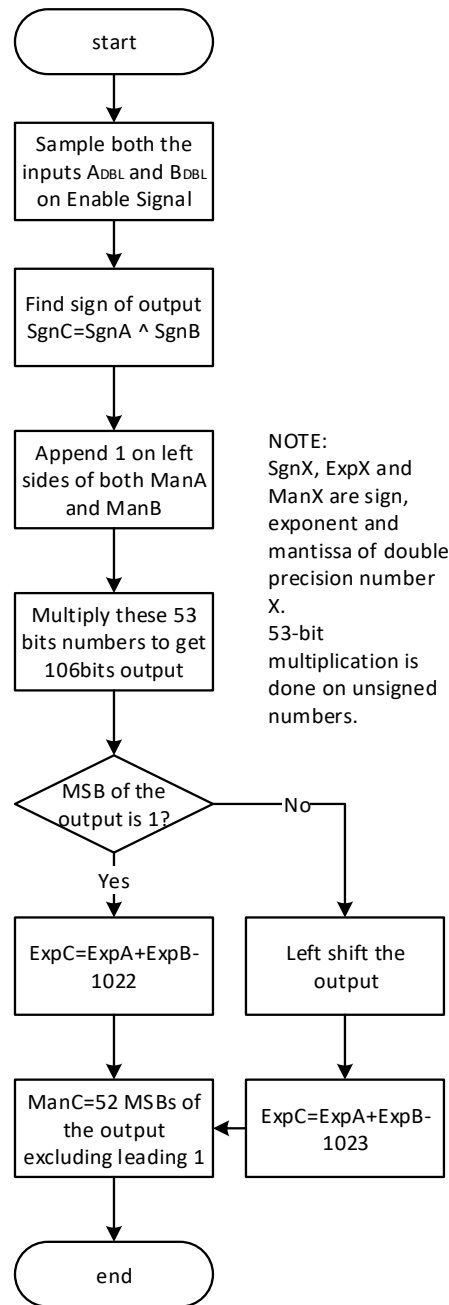 start
Sample both the
inputs ADBL and BDBL
on Enable Signal
Find sign of output
SgnC=SgnA ^ SgnB
Append 1 on left
sides of both ManA
and ManB
NOTE:
SgnX, ExpX and
ManX are sign,
exponent and
mantissa of double
precision number
X.
53-bit
multiplication is
done on unsigned
numbers.
Multiply these 53
bits numbers to get
106bits output
MSB of the
output is 1?
No
Yes
ExpC=ExpA+ExpB-
1022
Left shift the
output
ManC=52 MSBs of
the output
excluding leading 1
ExpC=ExpA+ExpB-
1023
end